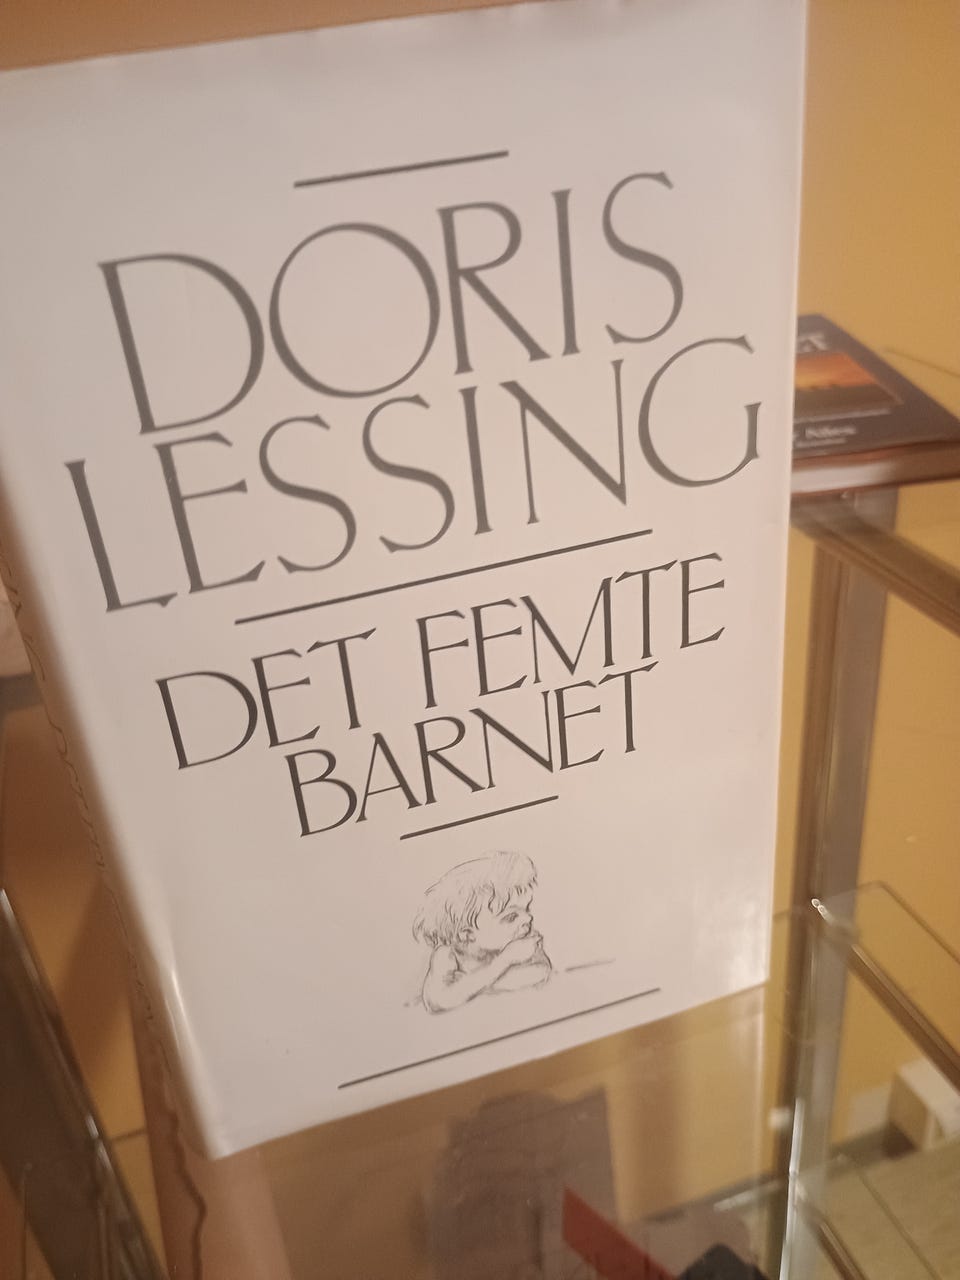 DORIS
LESSING
DET FEMTE
BARNET